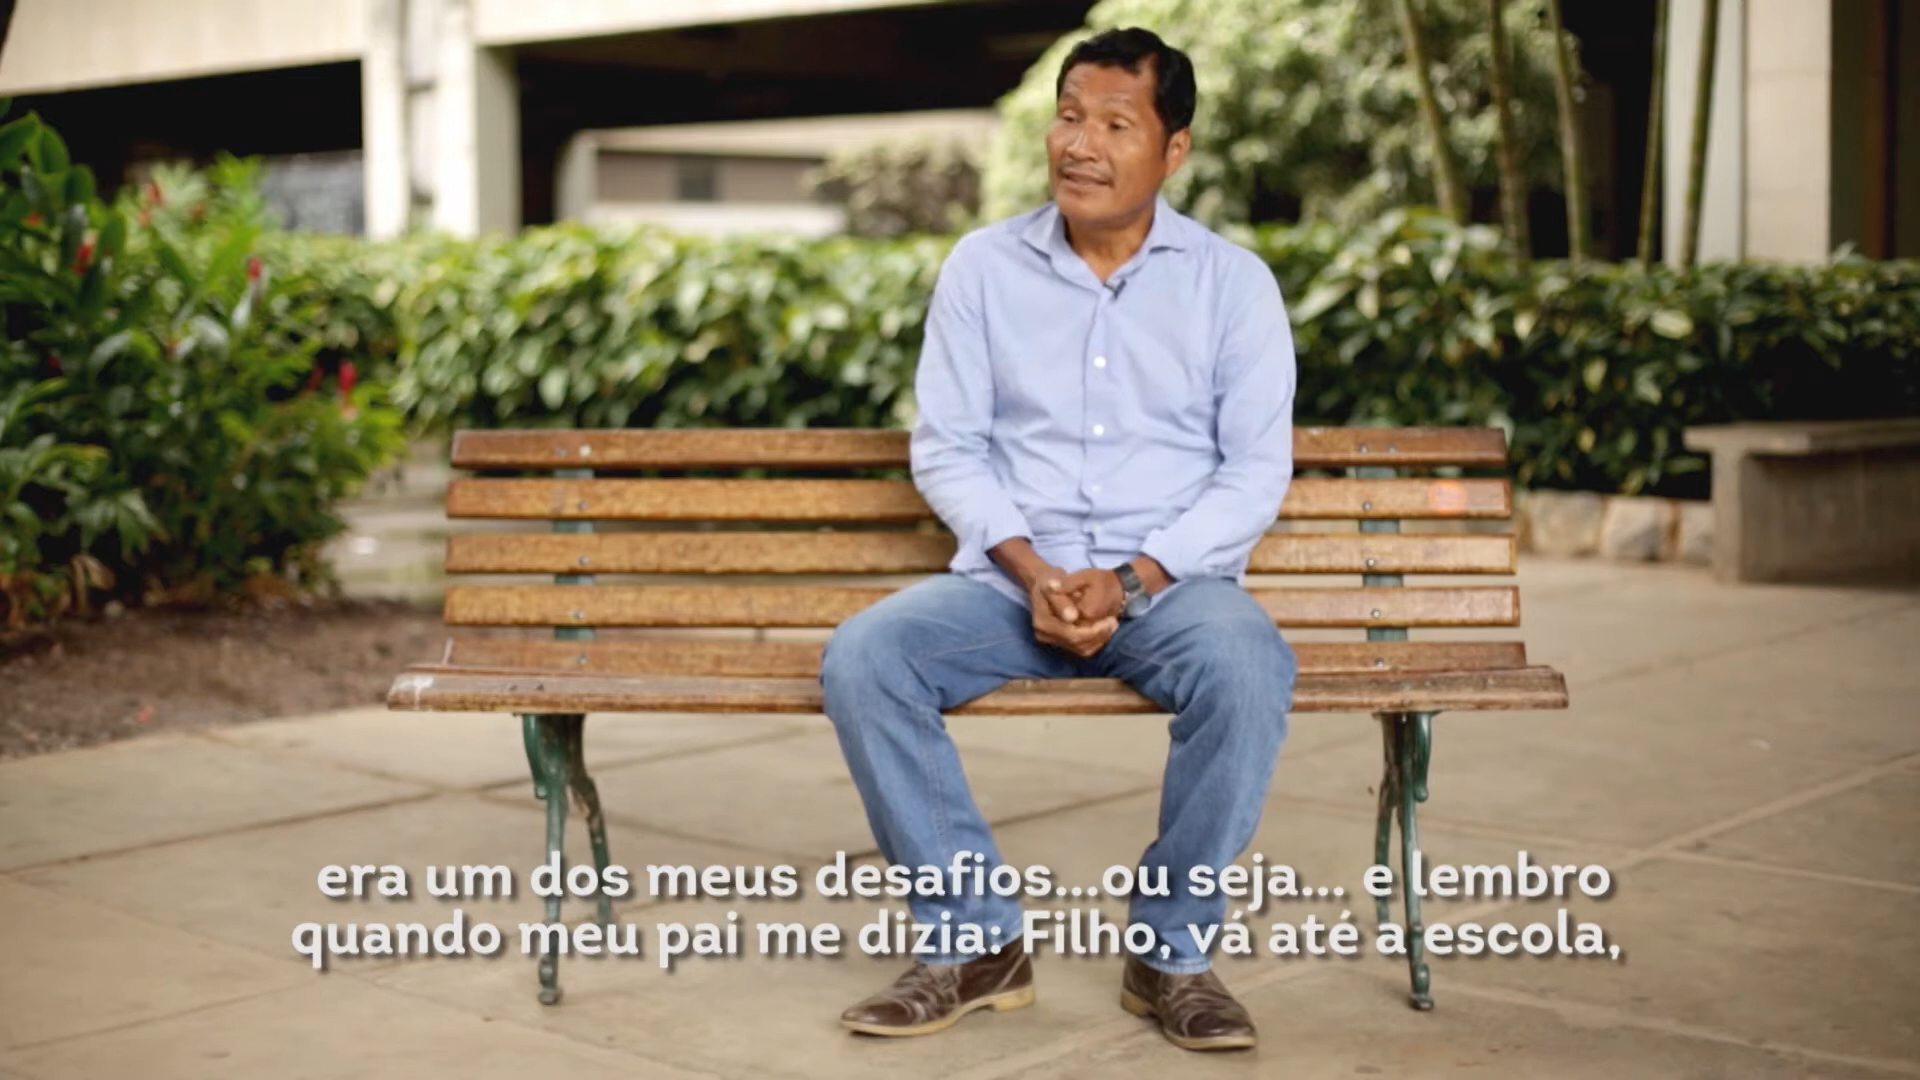 era um dos meus desafios...ou seja... e lembro
quando meu pai me dizia: Filho, vá até a escola,